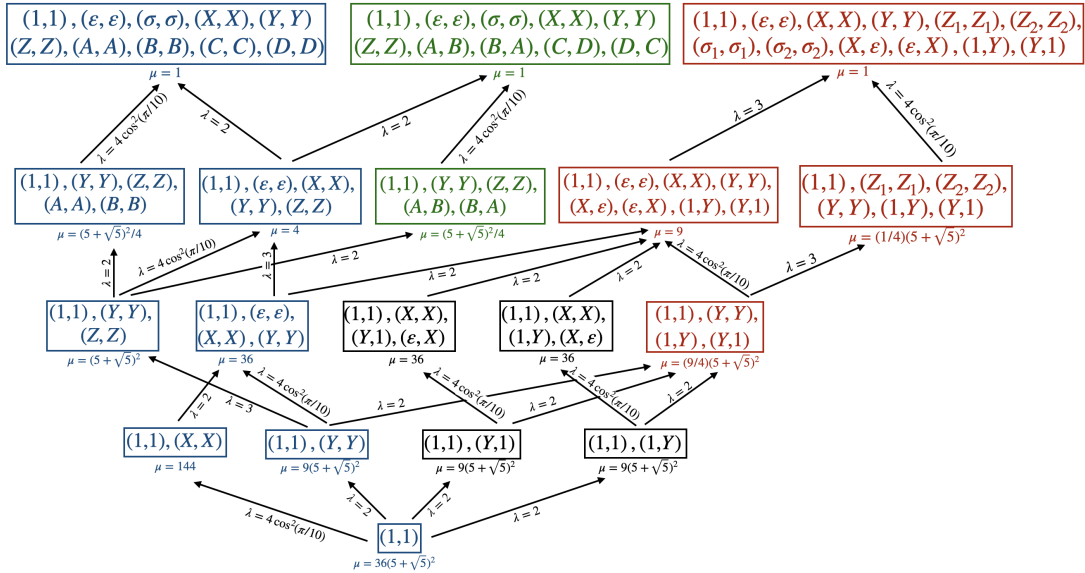 (1,1) , (ε, ε), (σ, σ), (X, X), (Y, Y)
(Z, Z), (A, A), (B, B), (C, C), (D, D)
μ = 1
(1,1) , (ε, ε), (σ, σ), (X, X), (Y, Y)
(Z, Z), (A, B), (B, A), (C, D), (D, C)
μ = 1
(1,1) , (ε, ε), (X, X), (Y, Y), (Z₁, Z₁), (Z₂, Z₂),
(σ₁, σ₁), (σ₂, σ₂), (X, ε), (ε, X) , (1,Y), (Y,1)
μ = 1
λ = 4 cos²(π/10)
λ = 2
λ = 2
λ = 4 cos²(π/10)
λ = 3
λ = 4 cos²(π/10)
(1,1) , (Y, Y), (Z, Z),
(A, A), (B, B)
μ = (5 + √5)²/4
(1,1) , (ε, ε), (X, X),
(Y, Y), (Z, Z)
μ = 4
(1,1) , (Y, Y), (Z, Z),
(A, B), (B, A)
μ = (5 + √5)²/4
(1,1) , (ε, ε), (X, X), (Y, Y),
(X, ε), (ε, X) , (1,Y), (Y,1)
μ = 9
(1,1) , (Z₁, Z₁), (Z₂, Z₂),
(Y, Y), (1,Y), (Y,1)
μ = (1/4)(5 + √5)²
λ = 2
λ = 4 cos²(π/10)
λ = 3
λ = 2
λ = 2
λ = 2
λ = 2
λ = 4 cos²(π/10)
λ = 3
(1,1) , (Y, Y),
(Z, Z)
μ = (5 + √5)²
(1,1) , (ε, ε),
(X, X) , (Y, Y)
μ = 36
(1,1) , (X, X),
(Y,1), (ε, X)
μ = 36
(1,1) , (X, X),
(1,Y), (X, ε)
μ = 36
(1,1) , (Y, Y),
(1,Y) , (Y,1)
μ = (9/4)(5 + √5)²
λ = 2
λ = 3
λ = 4 cos²(π/10)
λ = 2
λ = 4 cos²(π/10)
λ = 2
λ = 4 cos²(π/10)
λ = 2
(1,1), (X, X)
μ = 144
(1,1) , (Y, Y)
μ = 9(5 + √5)²
(1,1) , (Y,1)
μ = 9(5 + √5)²
(1,1) , (1,Y)
μ = 9(5 + √5)²
λ = 4 cos²(π/10)
λ = 2
λ = 2
λ = 2
(1,1)
μ = 36(5 + √5)²